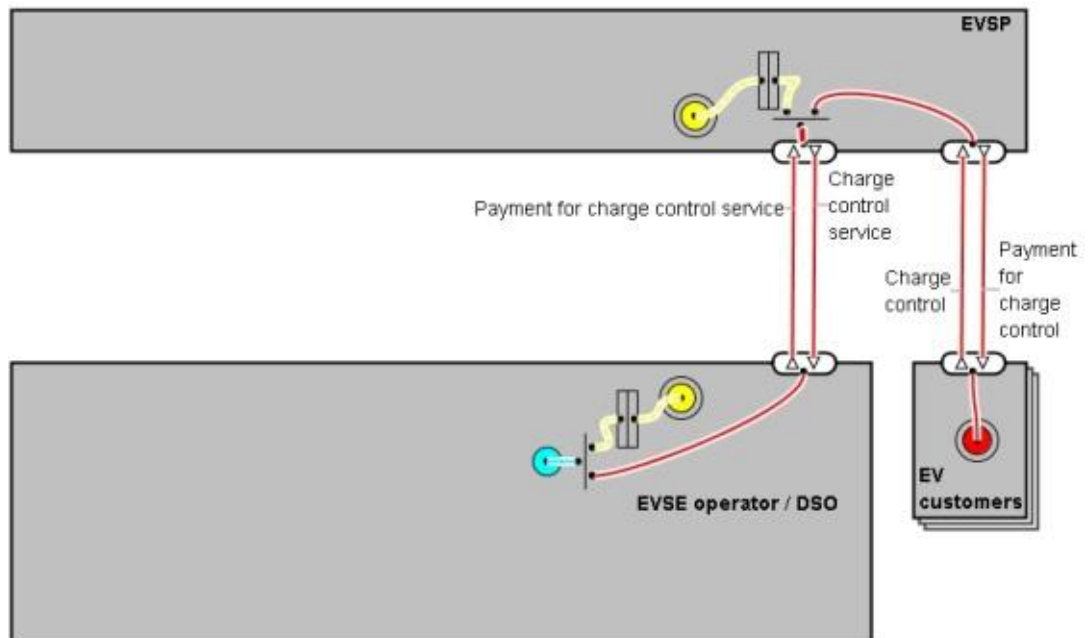 EVSP
Payment for charge control service
Charge
control
service
Charge
control
Payment
for
charge
control
EVSE operator / DSO
EV
customers